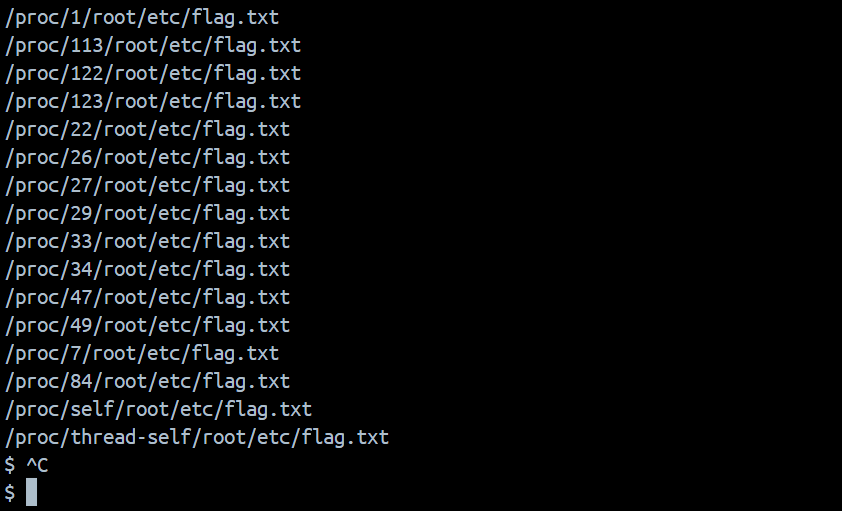 /proc/1/root/etc/flag.txt
/proc/113/root/etc/flag.txt
/proc/122/root/etc/flag.txt
/proc/123/root/etc/flag.txt
/proc/22/root/etc/flag.txt
/proc/26/root/etc/flag.txt
/proc/27/root/etc/flag.txt
/proc/29/root/etc/flag.txt
/proc/33/root/etc/flag.txt
/proc/34/root/etc/flag.txt
/proc/47/root/etc/flag.txt
/proc/49/root/etc/flag.txt
/proc/7/root/etc/flag.txt
/proc/84/root/etc/flag.txt
/proc/self/root/etc/flag.txt
/proc/thread-self/root/etc/flag.txt
$ ^C
$